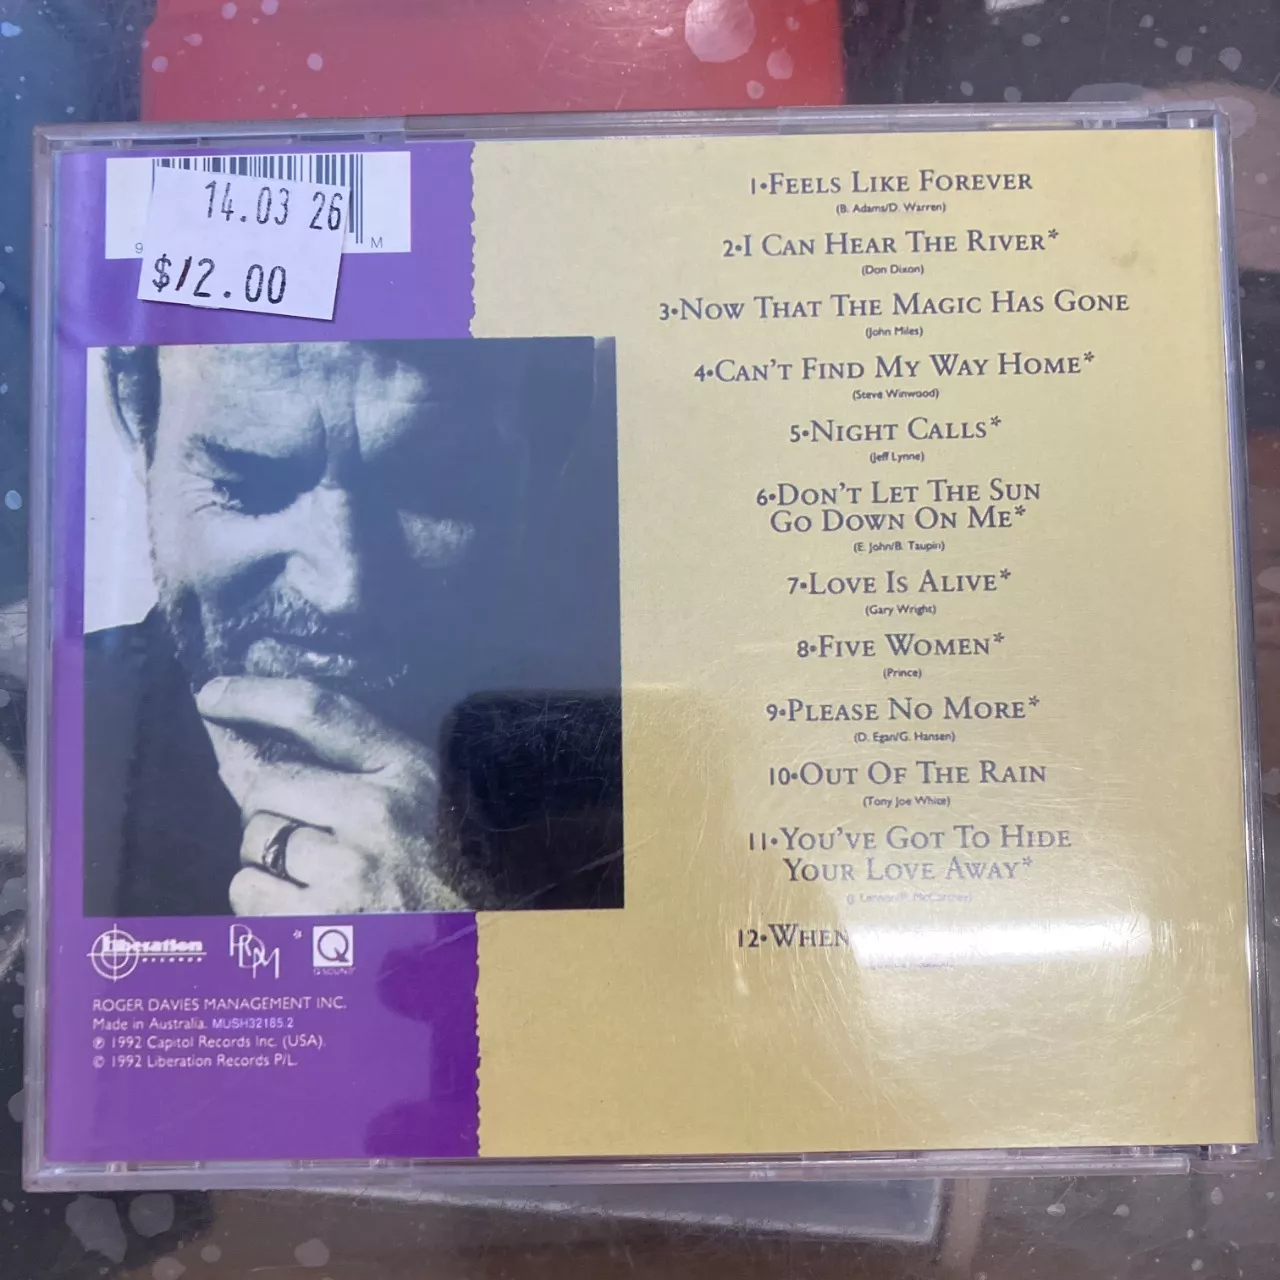 14.03 26
$12.00
9
M
1•FEELS LIKE FOREVER
(B. Adams/D. Warren)
2•I CAN HEAR THE RIVER*
(Don Dixon)
3•NOW THAT THE MAGIC HAS GONE
(John Miles)
4•CAN'T FIND MY WAY HOME*
(Steve Winwood)
5•NIGHT CALLS*
(Jeff Lynne)
6•DON'T LET THE SUN
GO DOWN ON ME*
(E. John/B. Taupin)
7•LOVE IS ALIVE*
(Gary Wright)
8•FIVE WOMEN*
(Prince)
9•PLEASE NO MORE*
(D. Egan/G. Hansen)
10•OUT OF THE RAIN
(Tony Joe White)
11•YOU'VE GOT TO HIDE
YOUR LOVE AWAY*
(J. Lennon/P. McCartney)
12•WHEN
Liberation
RECORDS
RDM
*
Q
QSOUND
ROGER DAVIES MANAGEMENT INC.
Made in Australia. MUSH32185.2
℗ 1992 Capitol Records Inc. (USA).
© 1992 Liberation Records P/L.